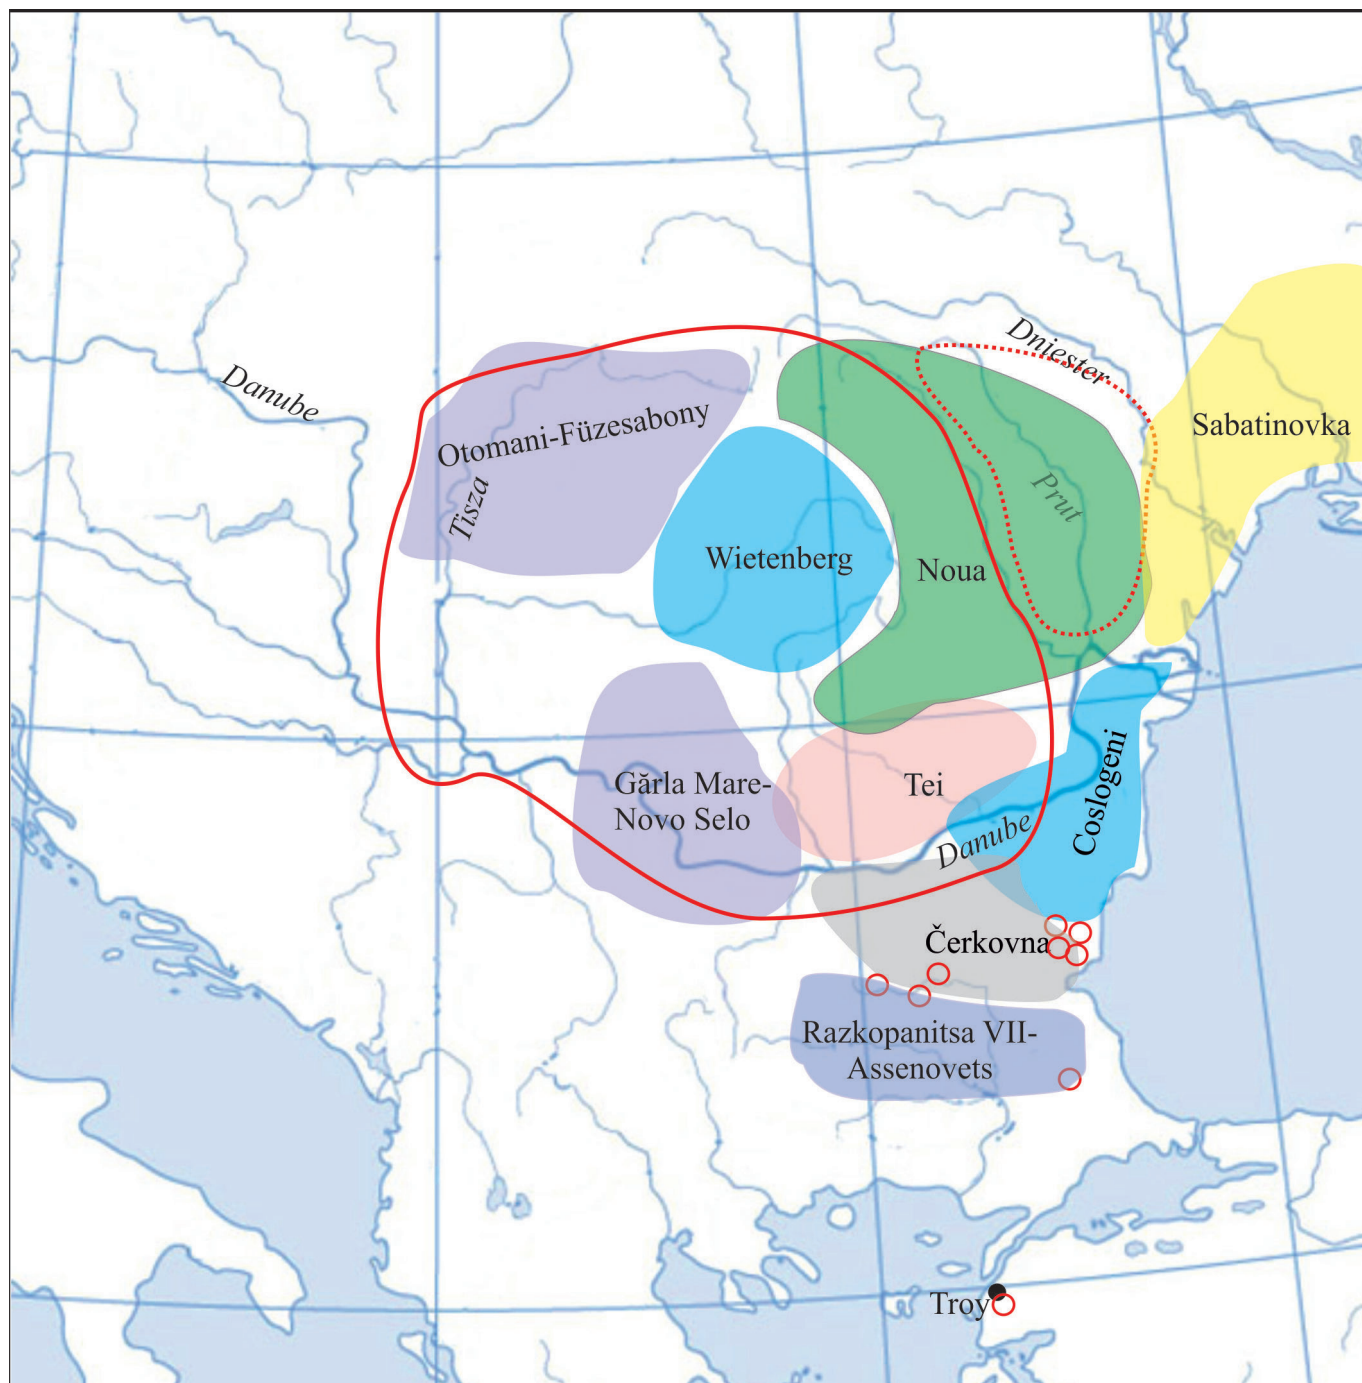 Dniester
Danube
Sabatinovka
Otomani-Füzesabony
Tisza
Prut
Wietenberg
Noua
Gărla Mare-
Novo Selo
Tei
Coslogeni
Danube
Čerkovna
Razkopanitsa VII-
Assenovets
Troy